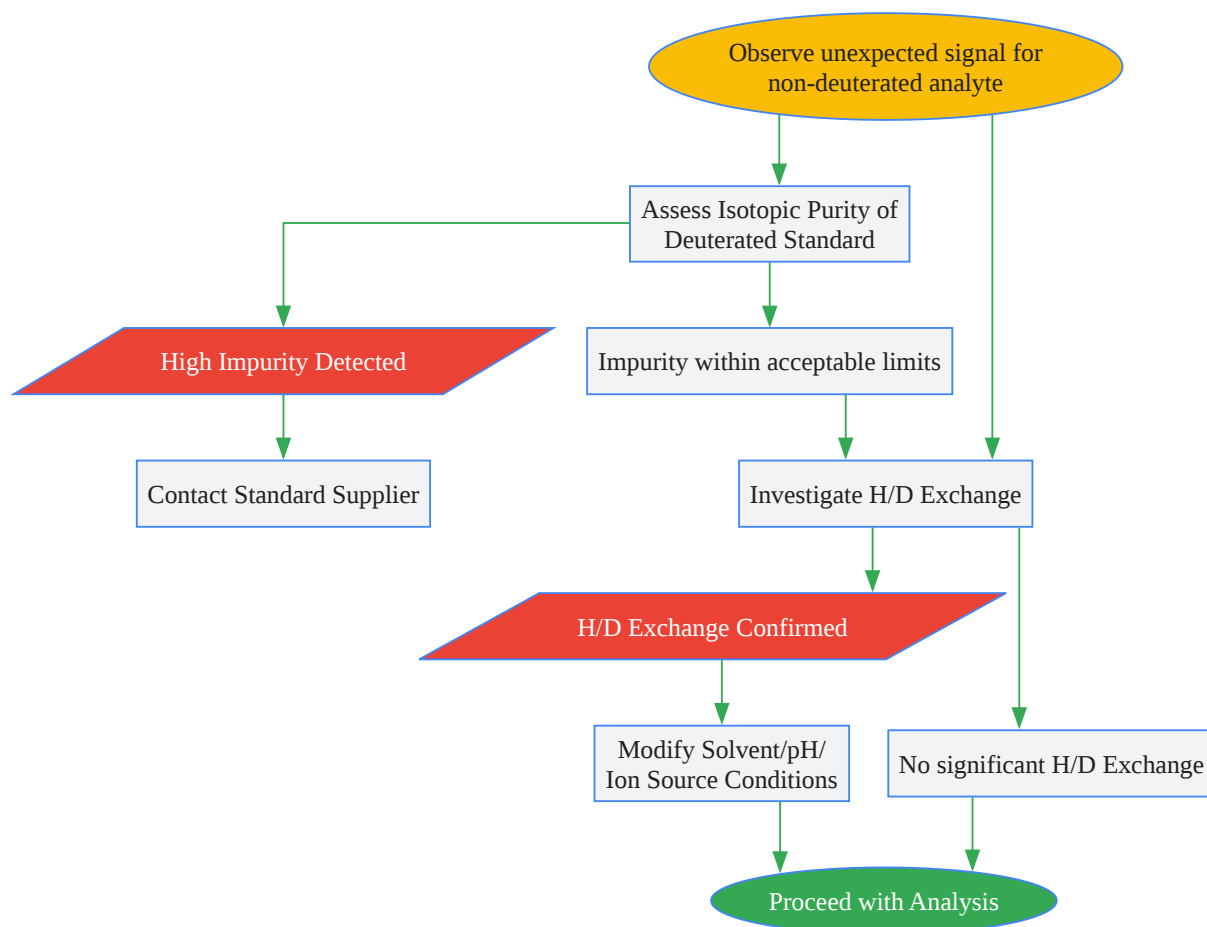 Observe unexpected signal for
non-deuterated analyte
Assess Isotopic Purity of
Deuterated Standard
High Impurity Detected
Impurity within acceptable limits
Contact Standard Supplier
Investigate H/D Exchange
H/D Exchange Confirmed
Modify Solvent/pH/
Ion Source Conditions
No significant H/D Exchange
Proceed with Analysis